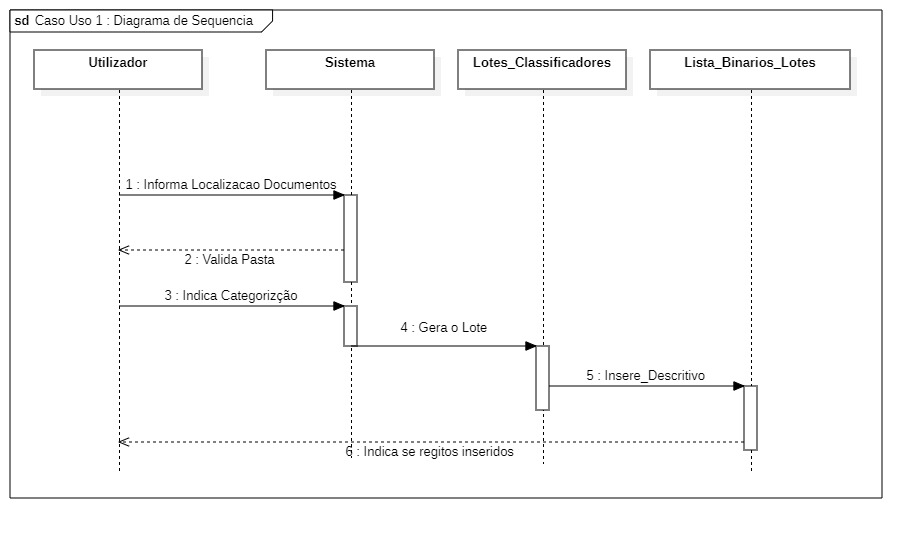 sd Caso Uso 1 : Diagrama de Sequencia
Utilizador
Sistema
Lotes_Classificadores
Lista_Binarios_Lotes
1 : Informa Localizacao Documentos
2 : Valida Pasta
3 : Indica Categorizção
4 : Gera o Lote
5 : Insere_Descritivo
6 : Indica se regitos inseridos